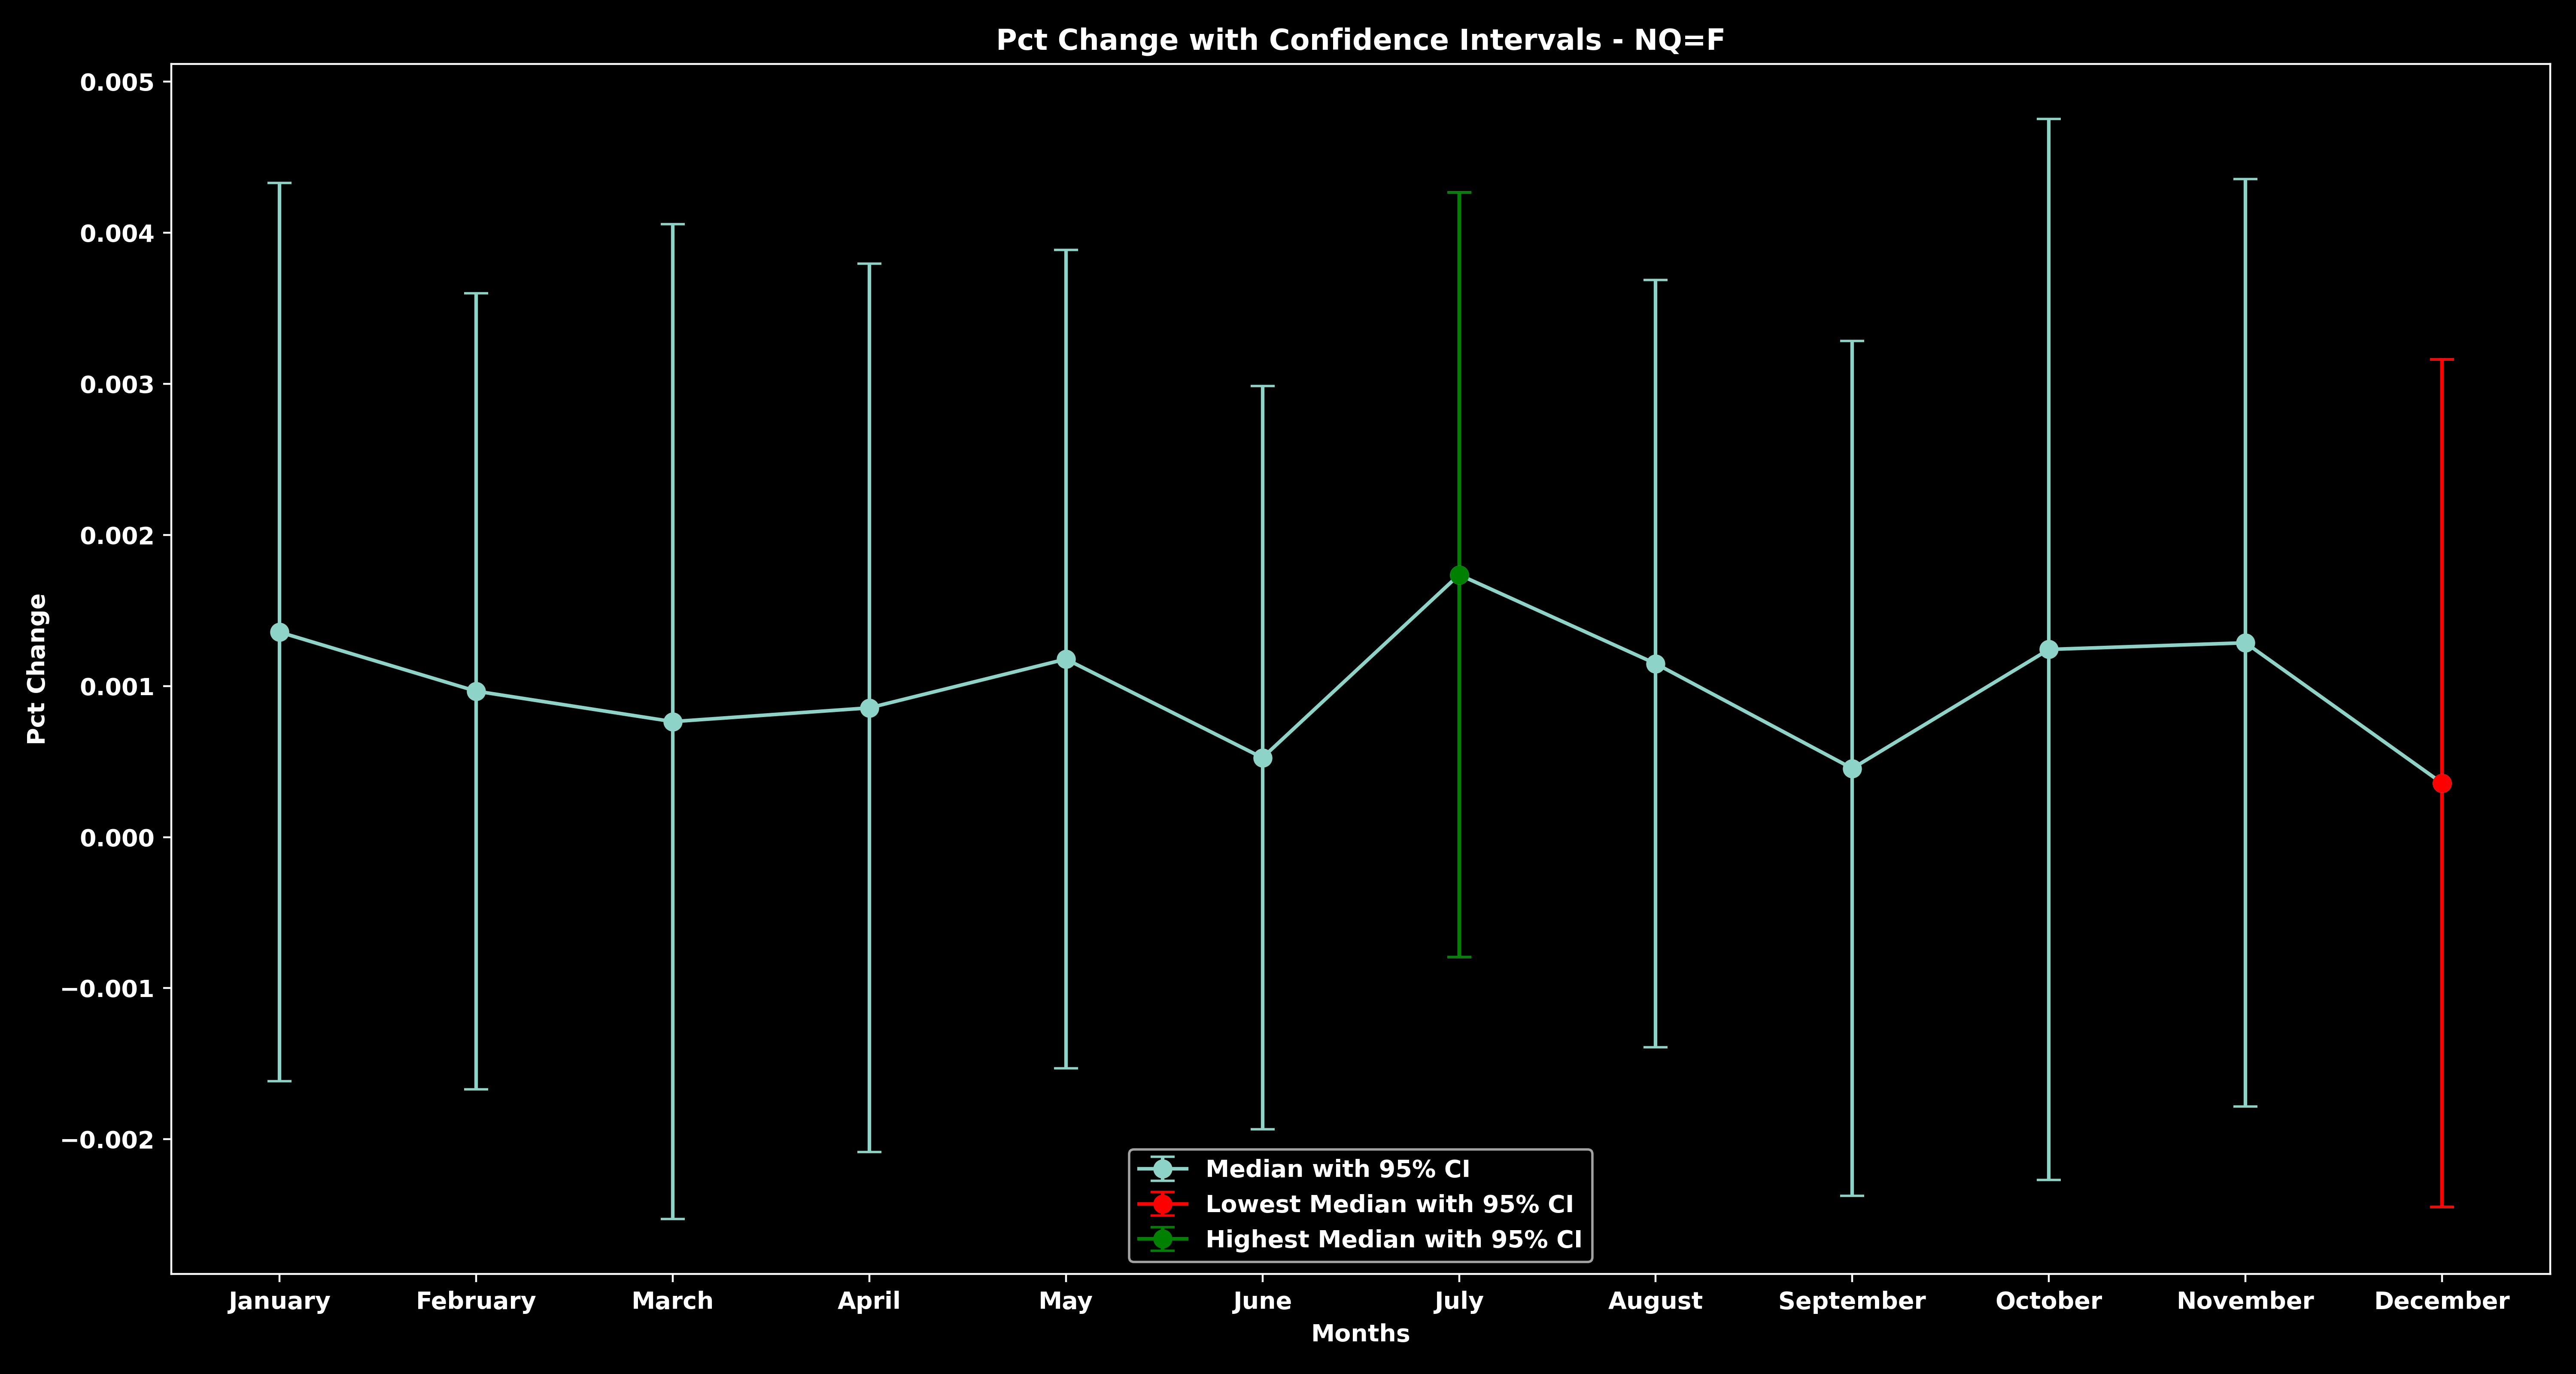 Pct Change with Confidence Intervals - NQ=F
0.005
0.004
0.003
0.002
0.001
0.000
−0.001
−0.002
Pct Change
Median with 95% CI
Lowest Median with 95% CI
Highest Median with 95% CI
January February March April May June July August September October November December
Months